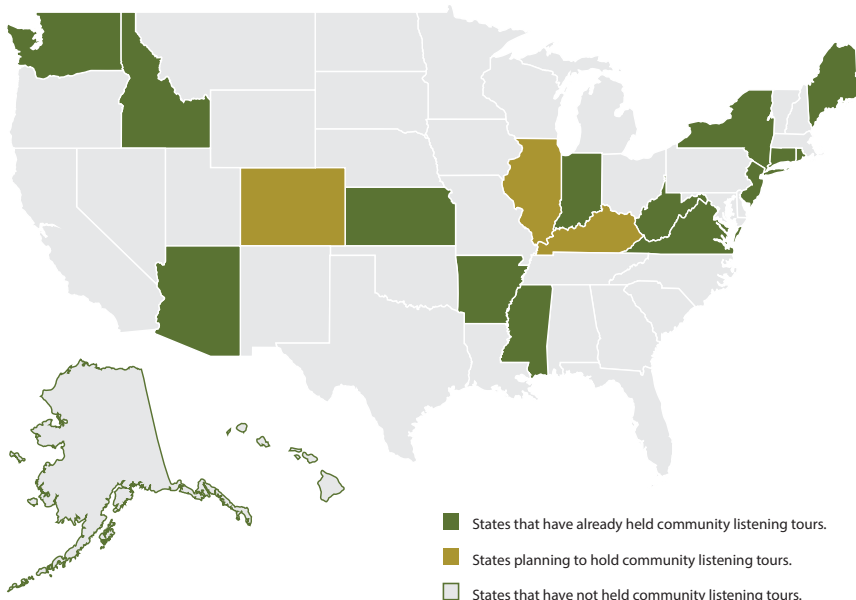 States that have already held community listening tours.
States planning to hold community listening tours.
States that have not held community listening tours.